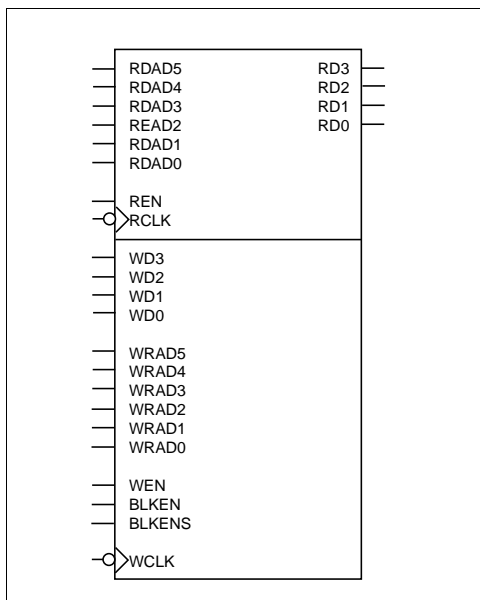 RDAD5
RDAD4
RDAD3
READ2
RDAD1
RDAD0
REN
RCLK
RD3
RD2
RD1
RD0
WD3
WD2
WD1
WD0
WRAD5
WRAD4
WRAD3
WRAD2
WRAD1
WRAD0
WEN
BLKEN
BLKENS
WCLK